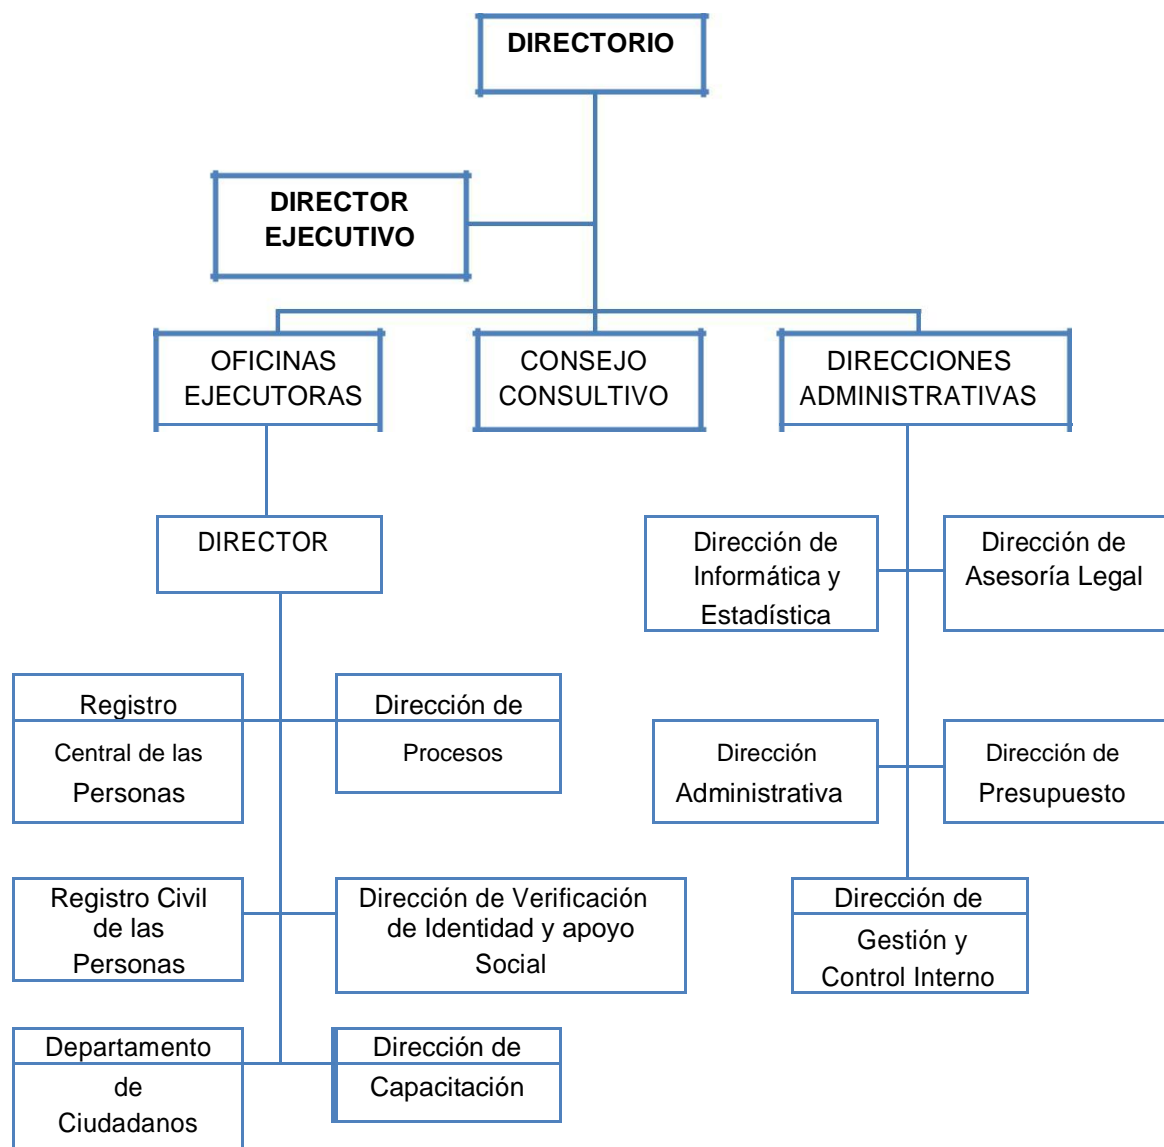 DIRECTORIO
DIRECTOR
EJECUTIVO
OFICINAS
EJECUTORAS
CONSEJO
CONSULTIVO
DIRECCIONES
ADMINISTRATIVAS
DIRECTOR
Dirección de
Informática y
Estadística
Dirección de
Asesoría Legal
Registro
Central de las
Personas
Dirección de
Procesos
Dirección
Administrativa
Dirección de
Presupuesto
Registro Civil
de las
Personas
Dirección de Verificación
de Identidad y apoyo
Social
Dirección de
Gestión y
Control Interno
Departamento
de
Ciudadanos
Dirección de
Capacitación